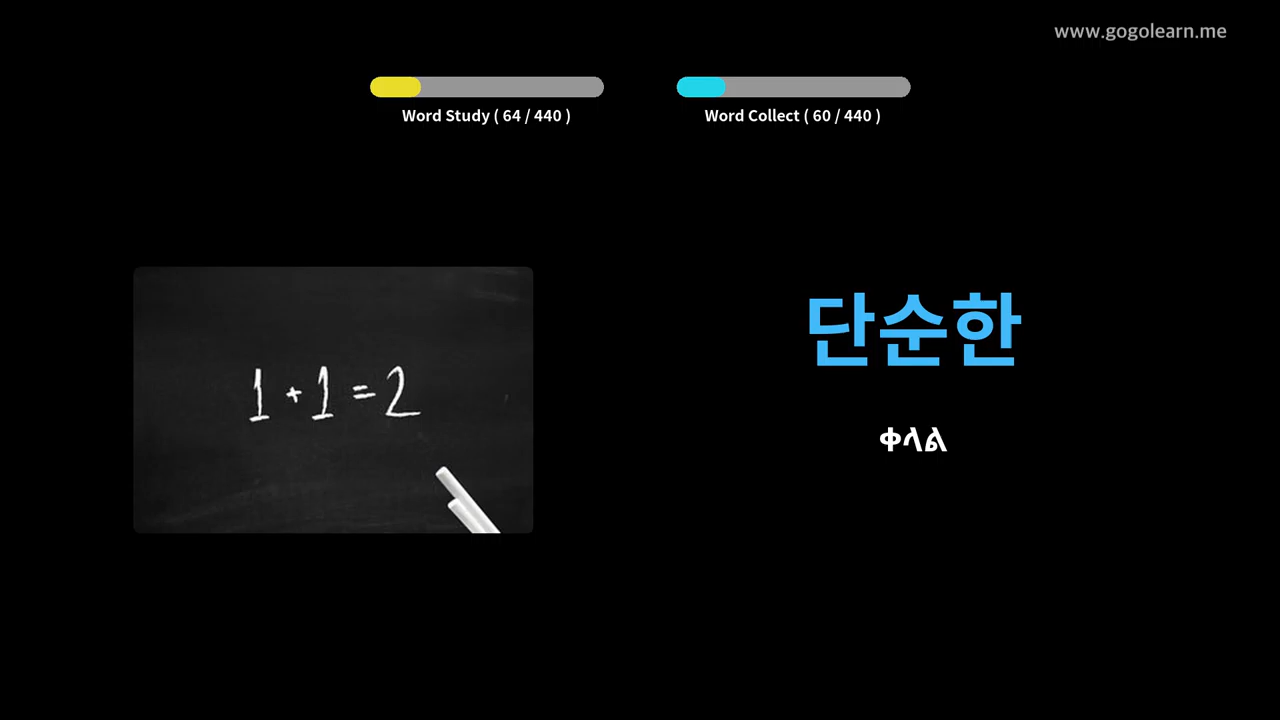 www.gogolearn.me
Word Study ( 64 / 440 )
Word Collect ( 60 / 440 )
1 + 1 = 2
단순한
ቀላል